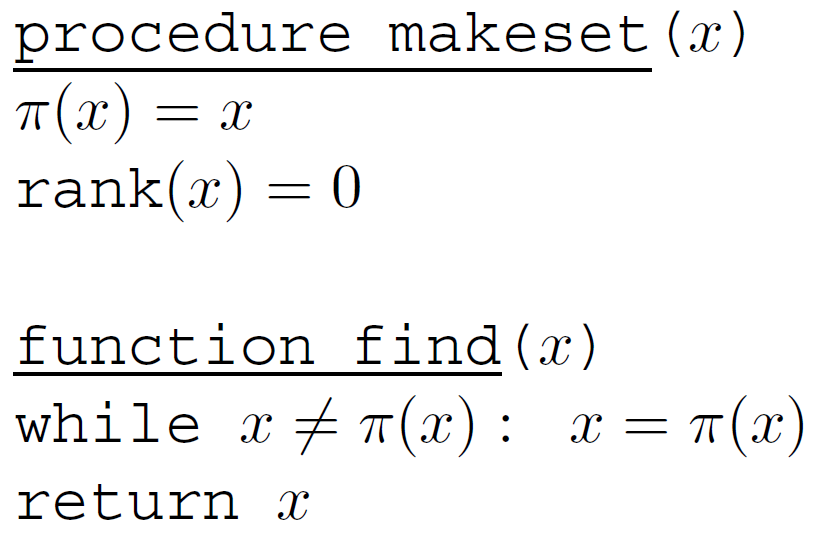 procedure makeset(x)
π(x) = x
rank(x) = 0
function find(x)
while x ≠ π(x): x = π(x)
return x